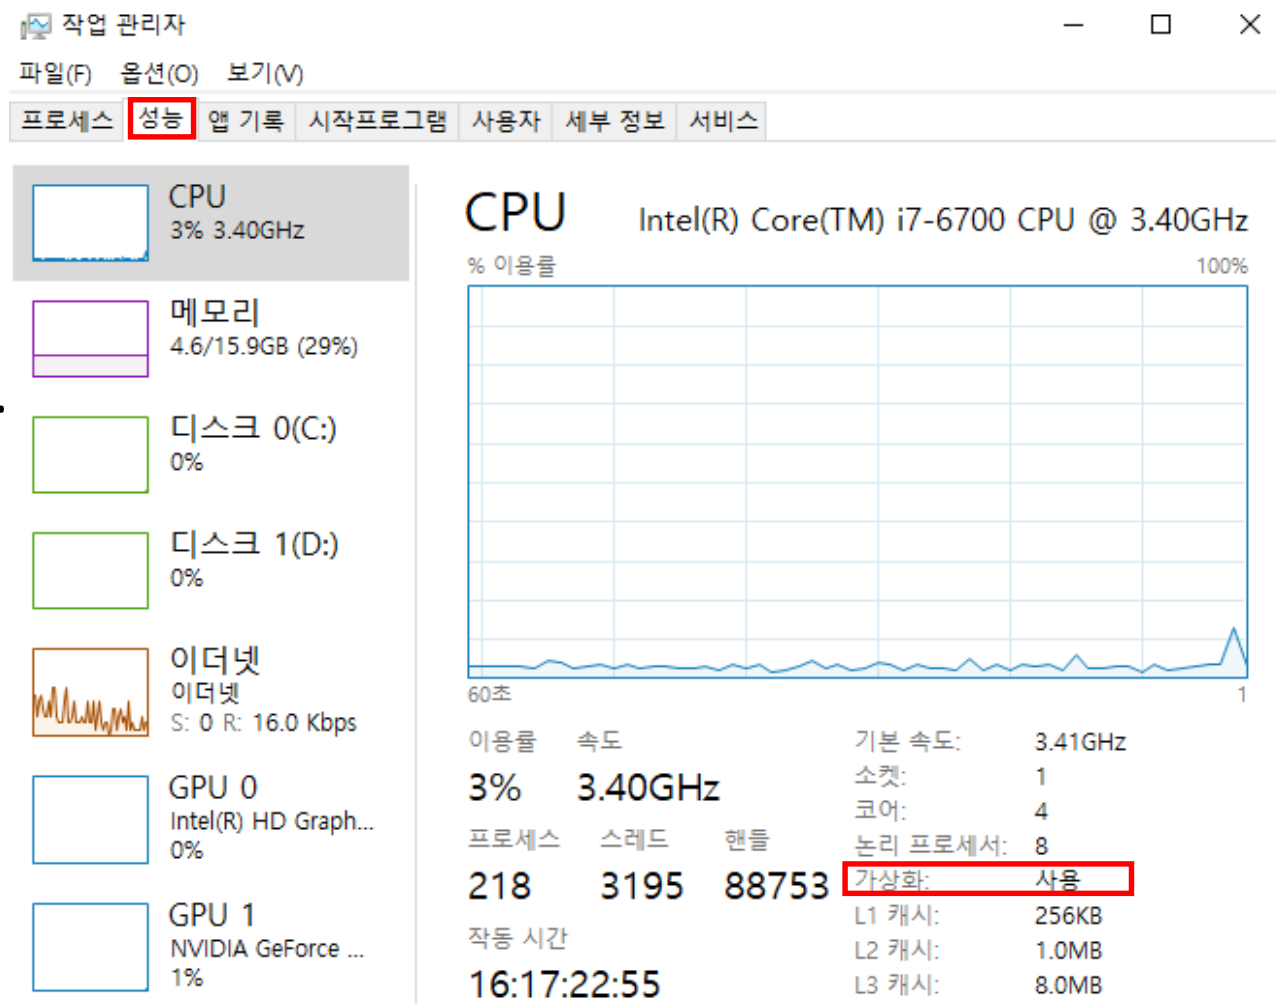 작업 관리자
파일(F) 옵션(O) 보기(V)
프로세스 성능 앱 기록 시작프로그램 사용자 세부 정보 서비스
CPU
3% 3.40GHz
메모리
4.6/15.9GB (29%)
디스크 0(C:)
0%
디스크 1(D:)
0%
이더넷
이더넷
S: 0 R: 16.0 Kbps
GPU 0
Intel(R) HD Graph...
0%
GPU 1
NVIDIA GeForce ...
1%
CPU Intel(R) Core(TM) i7-6700 CPU @ 3.40GHz
% 이용률 100%
60초 1
이용률 속도
3% 3.40GHz
프로세스 스레드 핸들
218 3195 88753
작동 시간
16:17:22:55
기본 속도: 3.41GHz
소켓: 1
코어: 4
논리 프로세서: 8
가상화: 사용
L1 캐시: 256KB
L2 캐시: 1.0MB
L3 캐시: 8.0MB